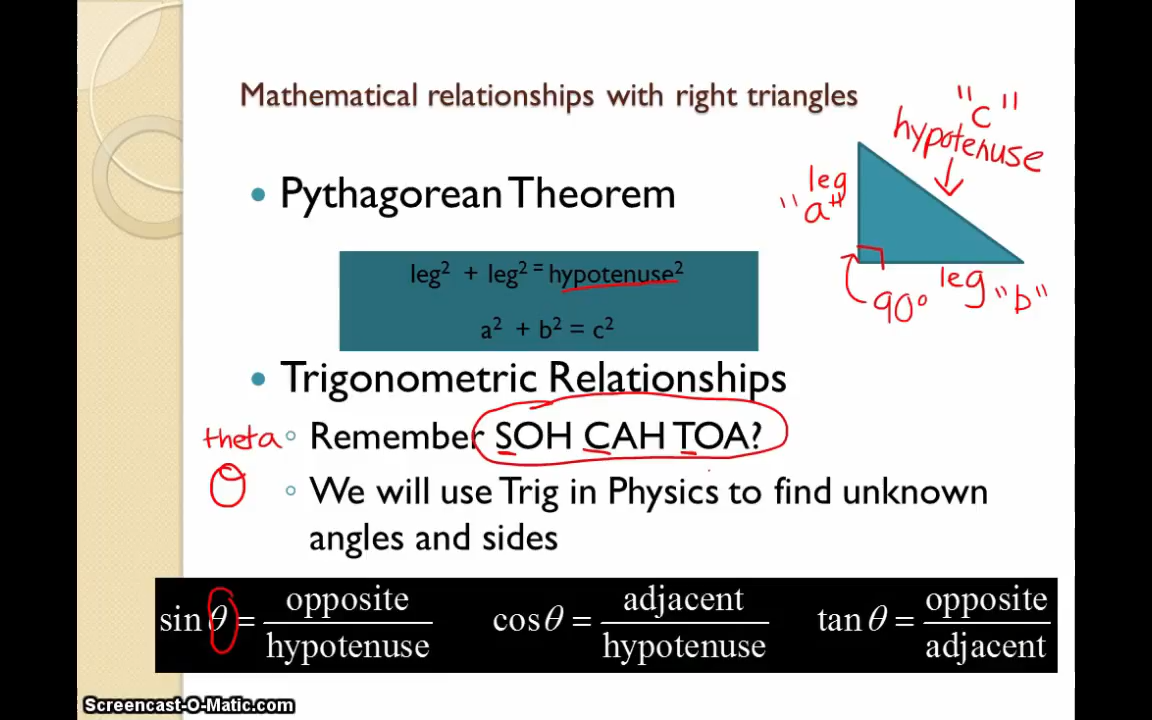 Mathematical relationships with right triangles
"c"
hypotenuse
leg
"a"
leg "b"
90°
• Pythagorean Theorem
leg² + leg² = hypotenuse²
a² + b² = c²
• Trigonometric Relationships
theta
θ
◦ Remember SOH CAH TOA?
◦ We will use Trig in Physics to find unknown
angles and sides
sin θ = opposite / hypotenuse
cos θ = adjacent / hypotenuse
tan θ = opposite / adjacent
Screencast-O-Matic.com